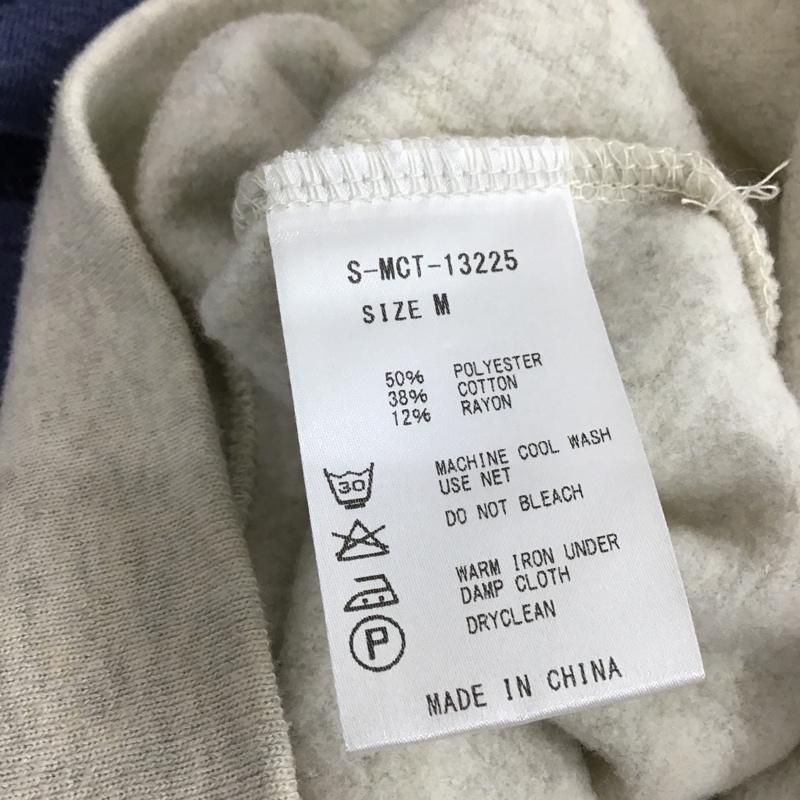 S-MCT-13225
SIZE M
50% POLYESTER
38% COTTON
12% RAYON
30
MACHINE COOL WASH
USE NET
DO NOT BLEACH
WARM IRON UNDER
DAMP CLOTH
P
DRYCLEAN
MADE IN CHINA